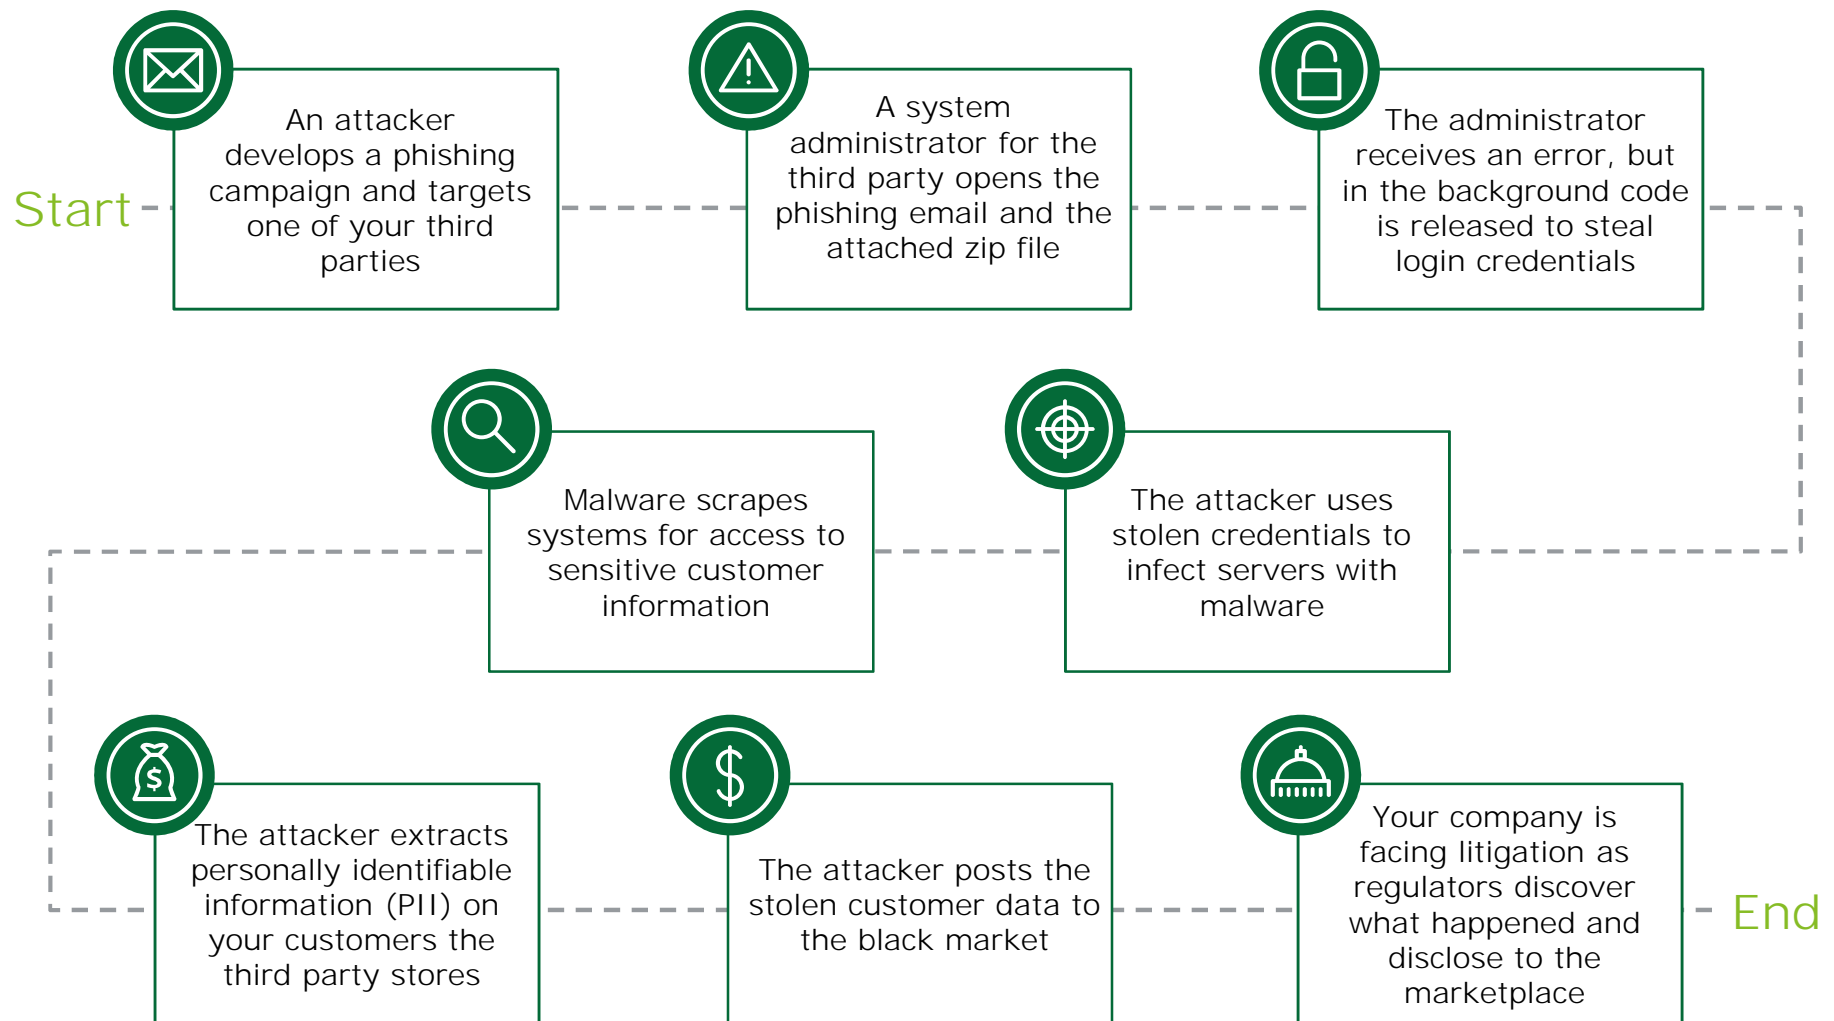 Start
An attacker
develops a phishing
campaign and targets
one of your third
parties
A system
administrator for the
third party opens the
phishing email and the
attached zip file
The administrator
receives an error, but
in the background code
is released to steal
login credentials
The attacker uses
stolen credentials to
infect servers with
malware
Malware scrapes
systems for access to
sensitive customer
information
$
The attacker extracts
personally identifiable
information (PII) on
your customers the
third party stores
$
The attacker posts the
stolen customer data to
the black market
Your company is
facing litigation as
regulators discover
what happened and
disclose to the
marketplace
End